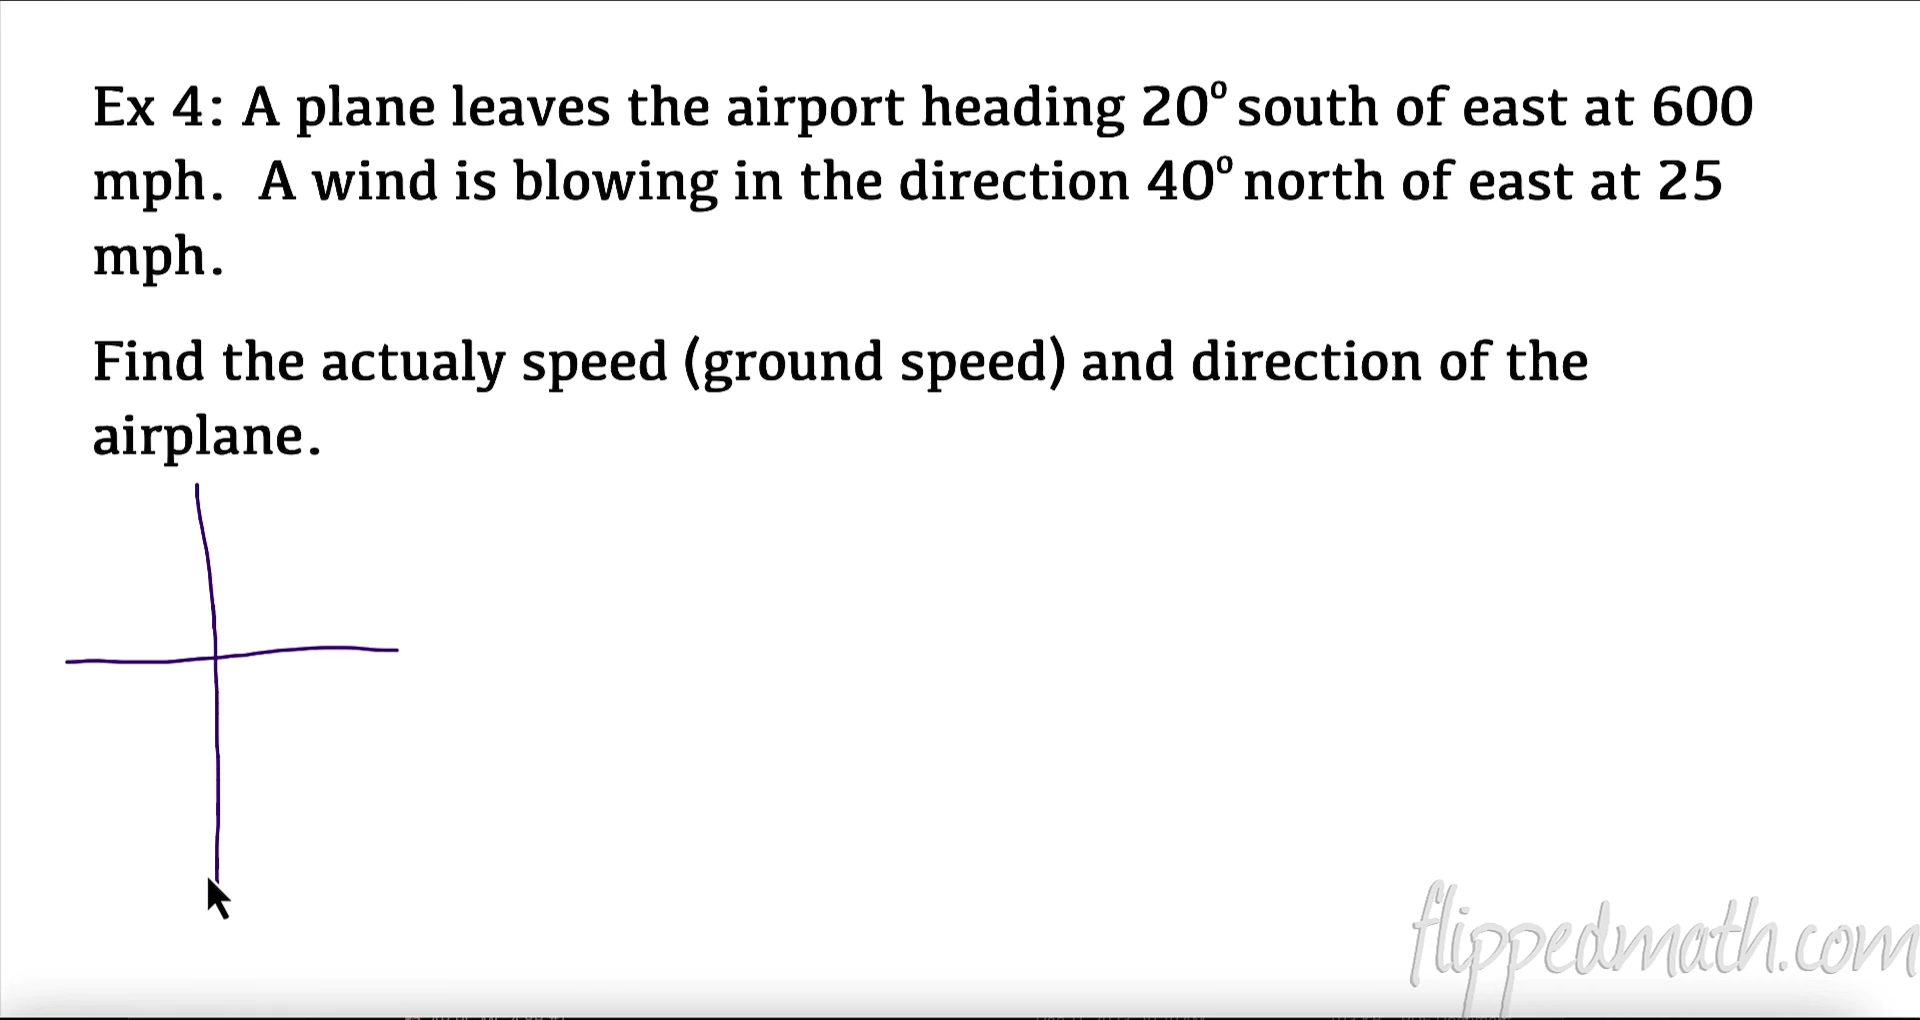 Ex 4: A plane leaves the airport heading 20º south of east at 600
mph. A wind is blowing in the direction 40º north of east at 25
mph.
Find the actualy speed (ground speed) and direction of the
airplane.
flippedmath.com